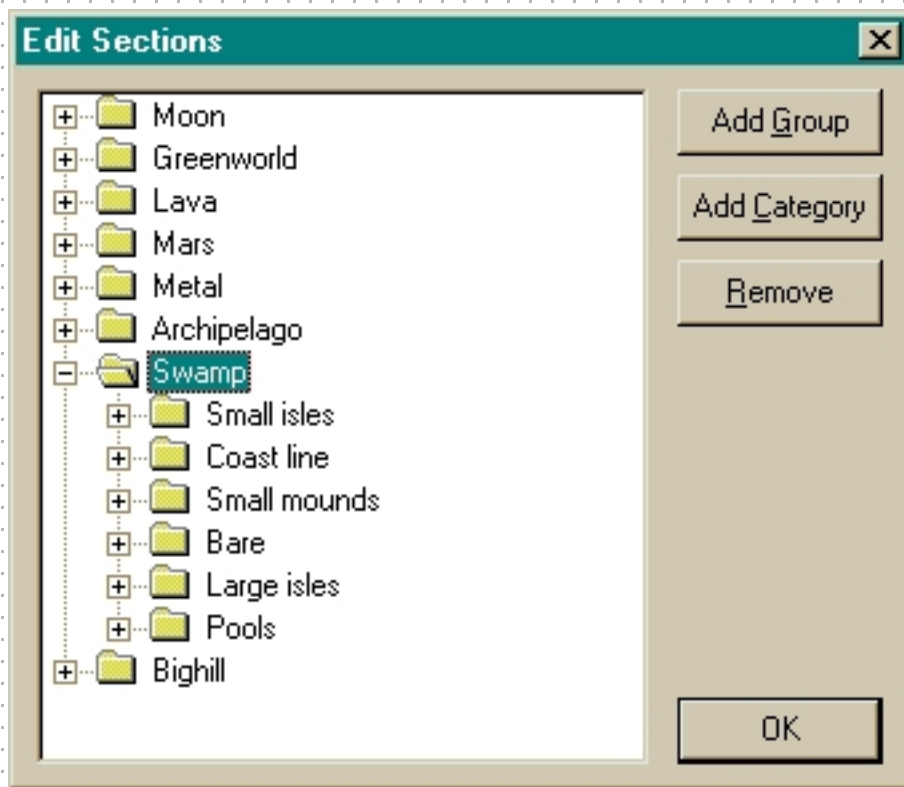 Edit Sections
Moon
Greenworld
Lava
Mars
Metal
Archipelago
Swamp
Small isles
Coast line
Small mounds
Bare
Large isles
Pools
Bighill
Add Group
Add Category
Remove
OK